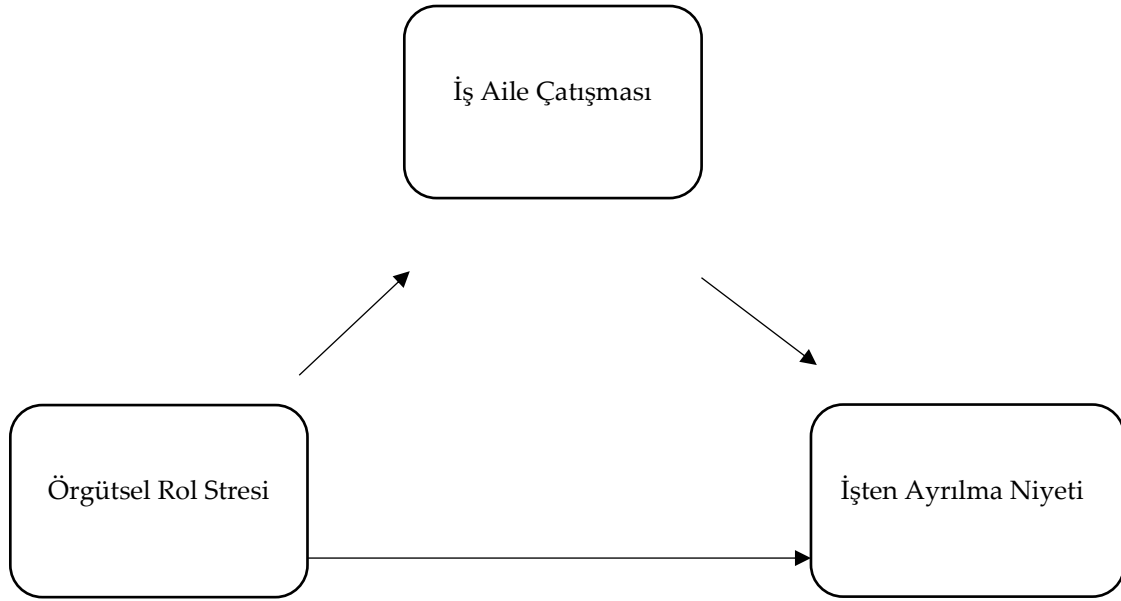 İş Aile Çatışması
Örgütsel Rol Stresi
İşten Ayrılma Niyeti